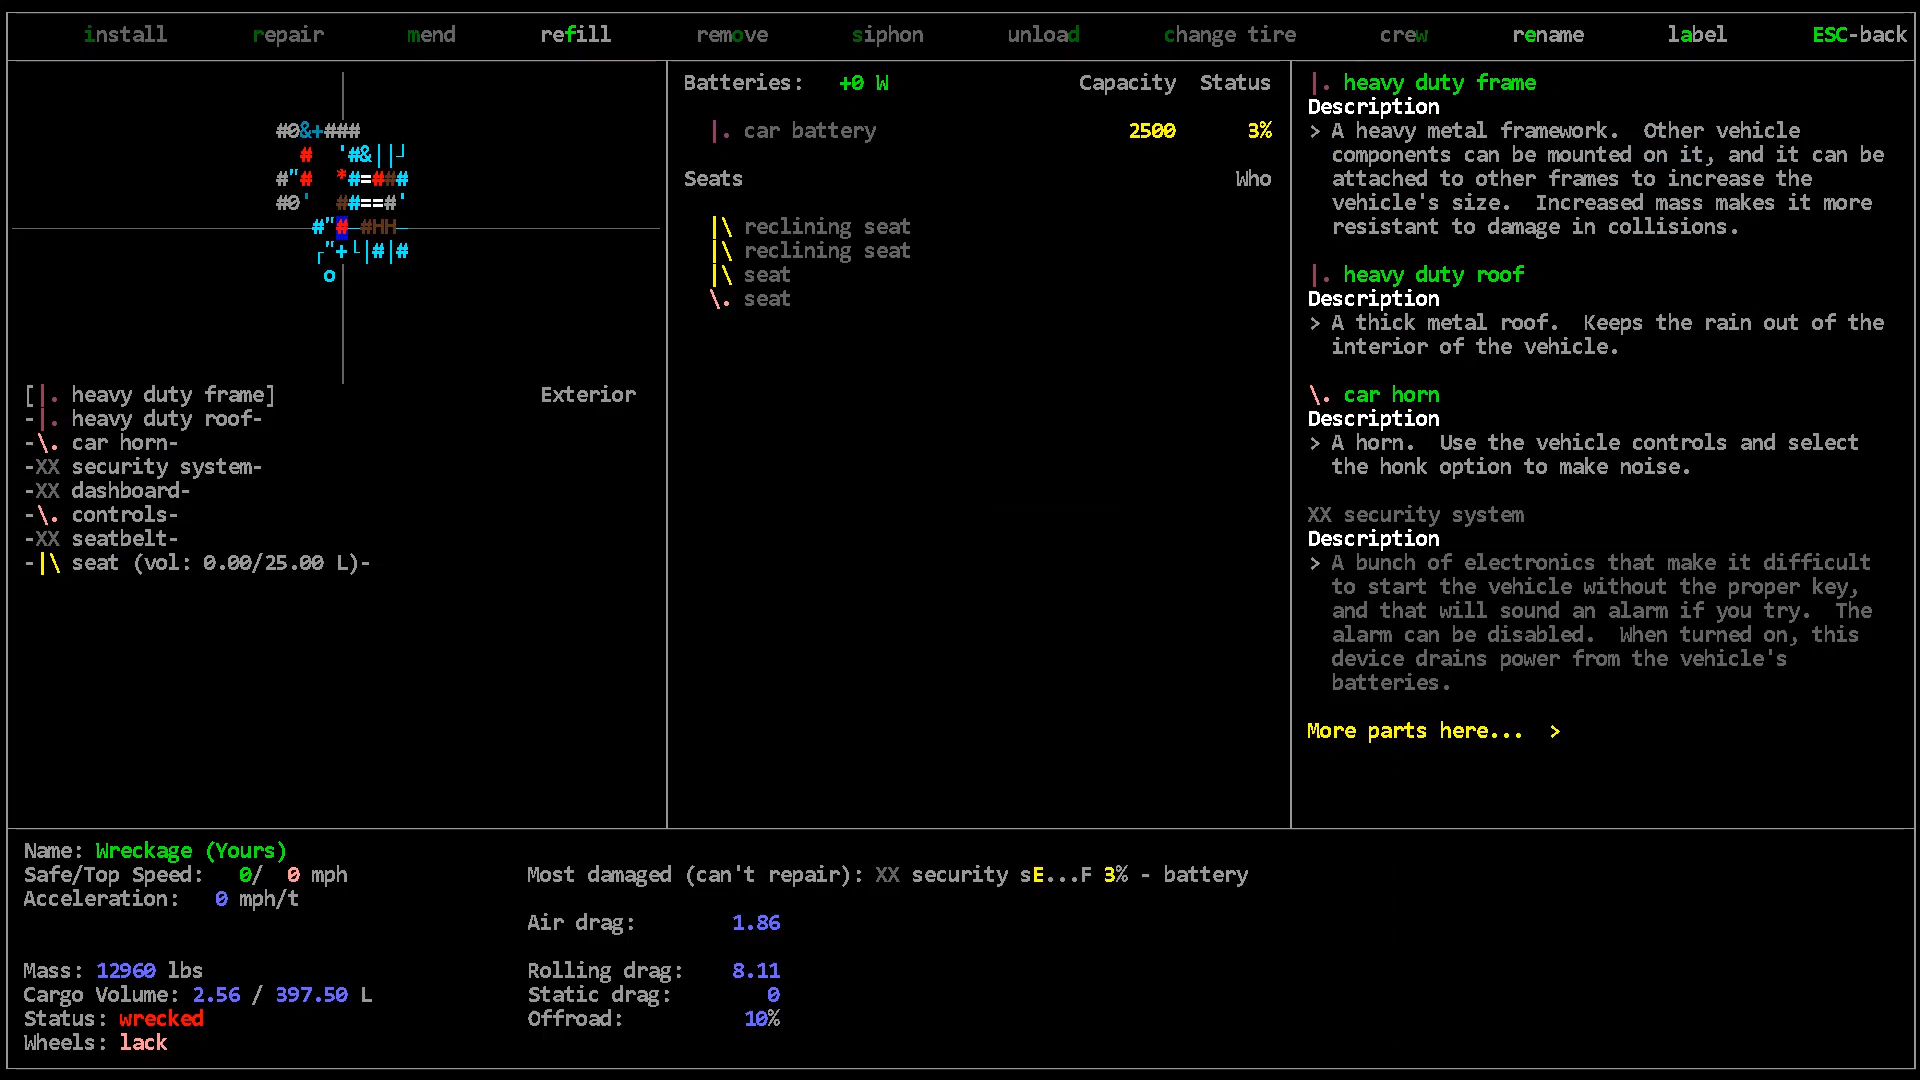 install repair mend refill remove siphon unload change tire crew rename label ESC-back
#0&+###
# '#&||┘
#"# *#=###
#0' ##==#'
#"# #HH
┌"+└|#|#
o
[|. heavy duty frame] Exterior
-|. heavy duty roof-
-\. car horn-
-XX security system-
-XX dashboard-
-\. controls-
-XX seatbelt-
-|\ seat (vol: 0.00/25.00 L)-
Batteries: +0 W Capacity Status
|. car battery 2500 3%
Seats Who
|\ reclining seat
|\ reclining seat
|\ seat
\. seat
|. heavy duty frame
Description
> A heavy metal framework. Other vehicle
components can be mounted on it, and it can be
attached to other frames to increase the
vehicle's size. Increased mass makes it more
resistant to damage in collisions.
|. heavy duty roof
Description
> A thick metal roof. Keeps the rain out of the
interior of the vehicle.
\. car horn
Description
> A horn. Use the vehicle controls and select
the honk option to make noise.
XX security system
Description
> A bunch of electronics that make it difficult
to start the vehicle without the proper key,
and that will sound an alarm if you try. The
alarm can be disabled. When turned on, this
device drains power from the vehicle's
batteries.
More parts here... >
Name: Wreckage (Yours)
Safe/Top Speed: 0/ 0 mph
Acceleration: 0 mph/t
Mass: 12960 lbs
Cargo Volume: 2.56 / 397.50 L
Status: wrecked
Wheels: lack
Most damaged (can't repair): XX security sE...F 3% - battery
Air drag: 1.86
Rolling drag: 8.11
Static drag: 0
Offroad: 10%